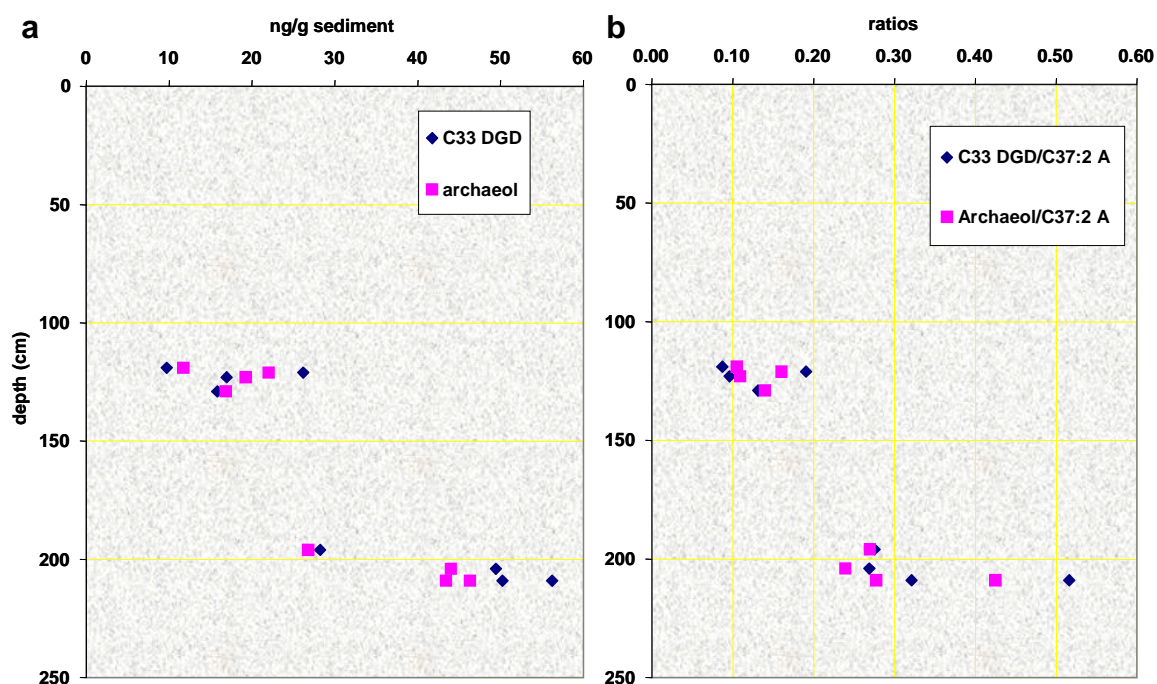 a
ng/g sediment
0 10 20 30 40 50 60
0
50
100
150
200
250
depth (cm)
C33 DGD
archaeol
b
ratios
0.00 0.10 0.20 0.30 0.40 0.50 0.60
0
50
100
150
200
250
C33 DGD/C37:2 A
Archaeol/C37:2 A